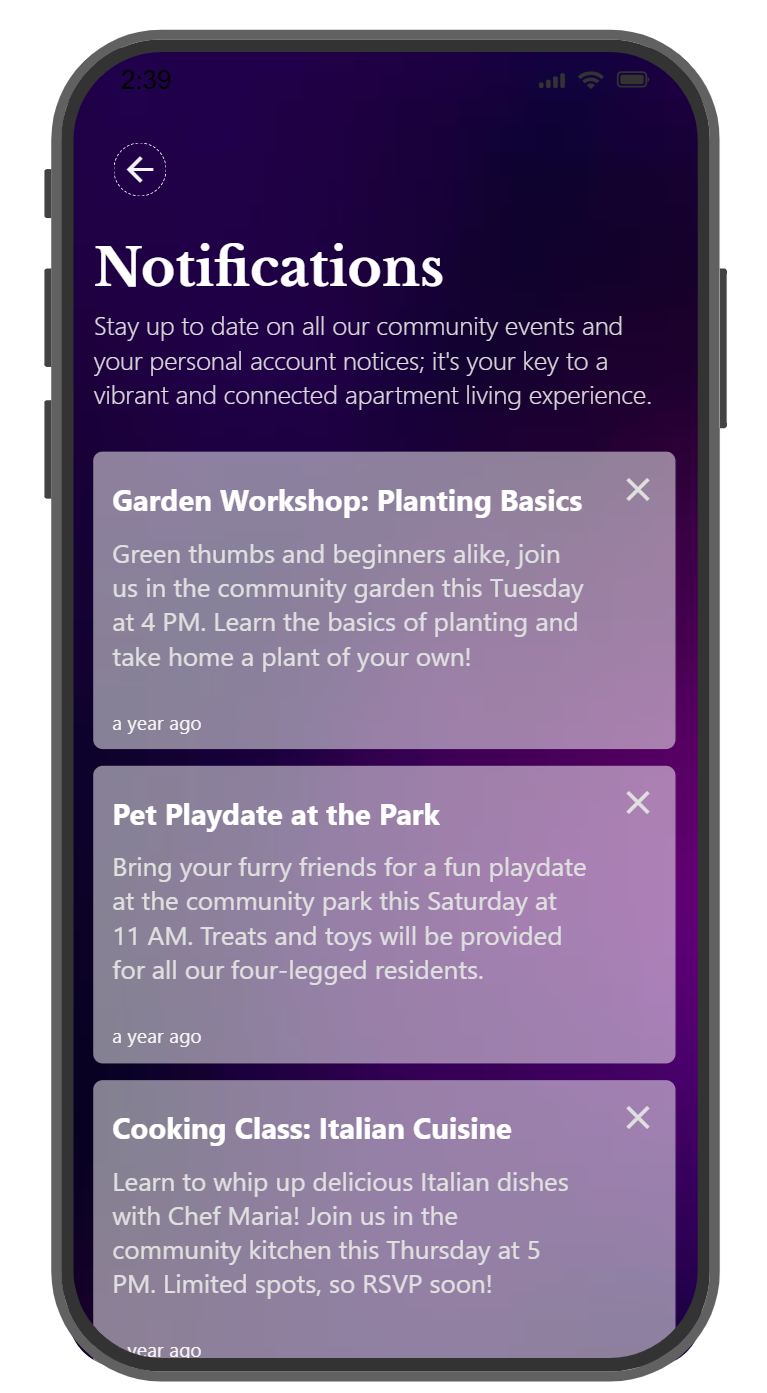 2:39
Notifications
Stay up to date on all our community events and
your personal account notices; it's your key to a
vibrant and connected apartment living experience.
Garden Workshop: Planting Basics
Green thumbs and beginners alike, join
us in the community garden this Tuesday
at 4 PM. Learn the basics of planting and
take home a plant of your own!
a year ago
Pet Playdate at the Park
Bring your furry friends for a fun playdate
at the community park this Saturday at
11 AM. Treats and toys will be provided
for all our four-legged residents.
a year ago
Cooking Class: Italian Cuisine
Learn to whip up delicious Italian dishes
with Chef Maria! Join us in the
community kitchen this Thursday at 5
PM. Limited spots, so RSVP soon!
year ago